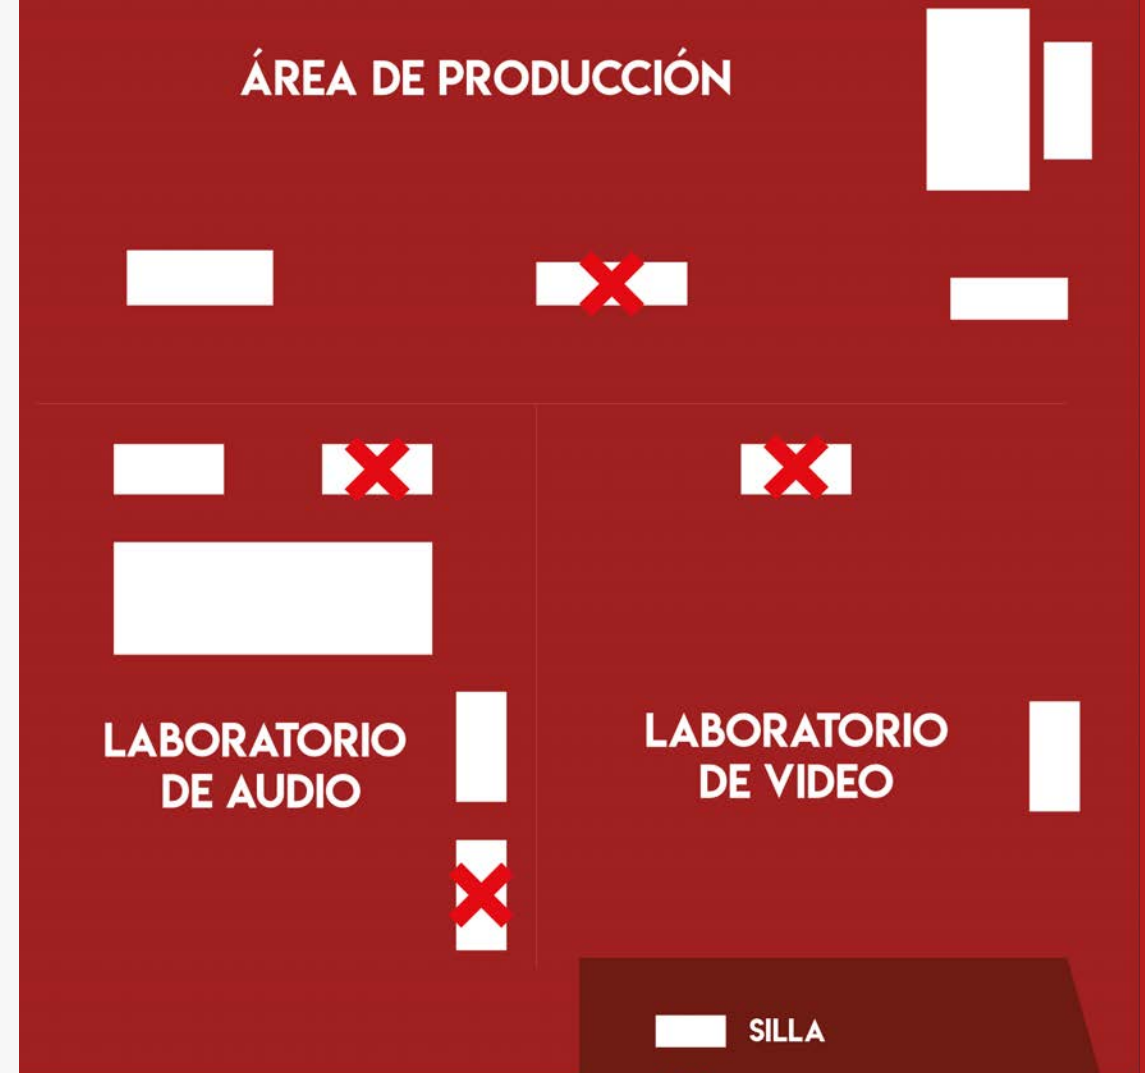 ÁREA DE PRODUCCIÓN
LABORATORIO
DE AUDIO
LABORATORIO
DE VIDEO
SILLA